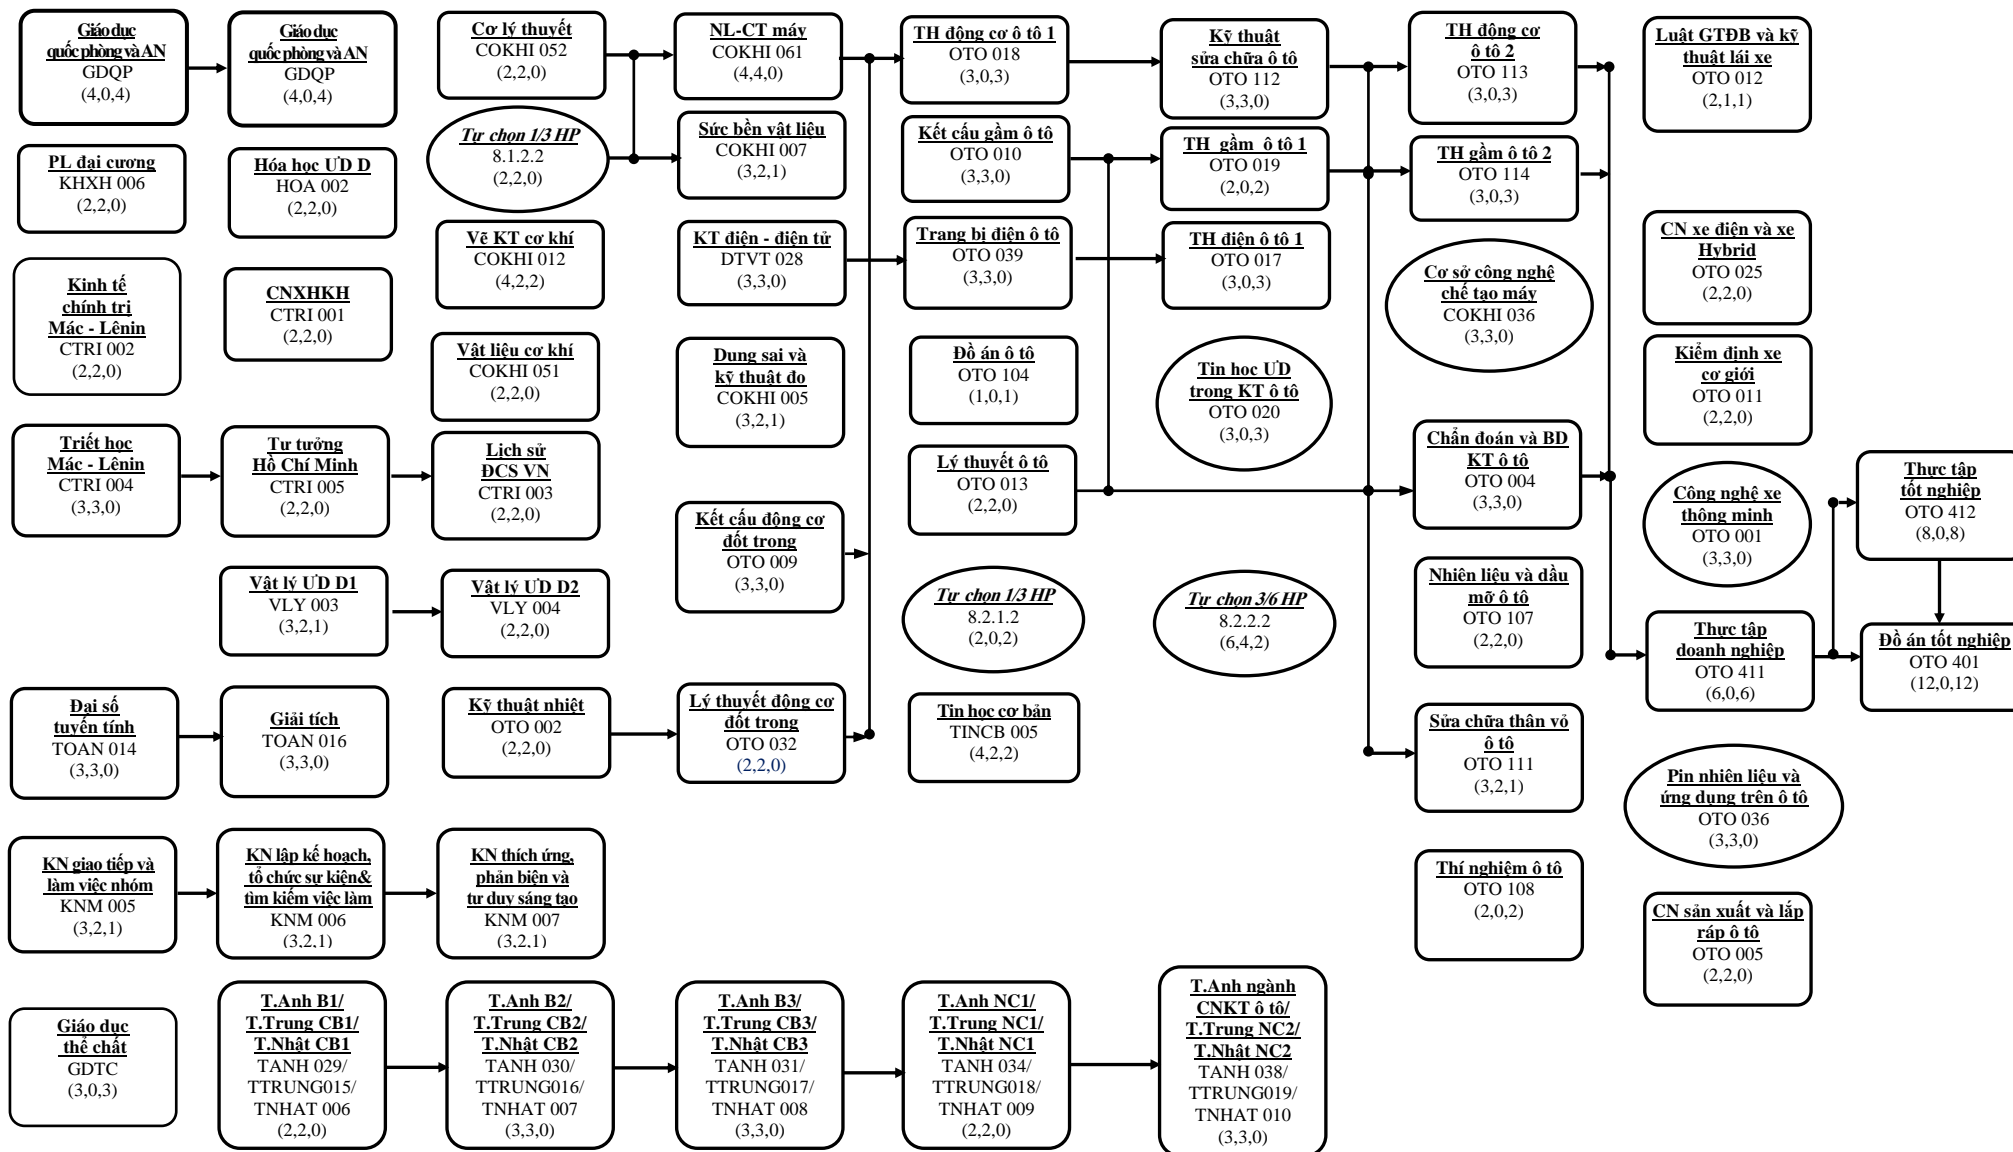 Giáo dục
quốc phòng và AN
GDQP
(4,0,4)
PL đại cương
KHXH 006
(2,2,0)
Kinh tế
chính trị
Mác - Lênin
CTRI 002
(2,2,0)
Triết học
Mác - Lênin
CTRI 004
(3,3,0)
Đại số
tuyến tính
TOAN 014
(3,3,0)
KN giao tiếp và
làm việc nhóm
KNM 005
(3,2,1)
Giáo dục
thể chất
GDTC
(3,0,3)
Giáo dục
quốc phòng và AN
GDQP
(4,0,4)
Hóa học ƯD D
HOA 002
(2,2,0)
CNXHKH
CTRI 001
(2,2,0)
Tư tưởng
Hồ Chí Minh
CTRI 005
(2,2,0)
Vật lý ƯD D1
VLY 003
(3,2,1)
Giải tích
TOAN 016
(3,3,0)
KN lập kế hoạch,
tổ chức sự kiện&
tìm kiếm việc làm
KNM 006
(3,2,1)
T.Anh B1/
T.Trung CB1/
T.Nhật CB1
TANH 029/
TTRUNG015/
TNHAT 006
(2,2,0)
Cơ lý thuyết
COKHI 052
(2,2,0)
Tự chọn 1/3 HP
8.1.2.2
(2,2,0)
Vẽ KT cơ khí
COKHI 012
(4,2,2)
Vật liệu cơ khí
COKHI 051
(2,2,0)
Lịch sử
ĐCS VN
CTRI 003
(2,2,0)
Vật lý ƯD D2
VLY 004
(2,2,0)
Kỹ thuật nhiệt
OTO 002
(2,2,0)
KN thích ứng,
phản biện và
tư duy sáng tạo
KNM 007
(3,2,1)
T.Anh B2/
T.Trung CB2/
T.Nhật CB2
TANH 030/
TTRUNG016/
TNHAT 007
(3,3,0)
NL-CT máy
COKHI 061
(4,4,0)
Sức bền vật liệu
COKHI 007
(3,2,1)
KT điện - điện tử
DTVT 028
(3,3,0)
Dung sai và
kỹ thuật đo
COKHI 005
(3,2,1)
Kết cấu động cơ
đốt trong
OTO 009
(3,3,0)
Lý thuyết động cơ
đốt trong
OTO 032
(2,2,0)
T.Anh B3/
T.Trung CB3/
T.Nhật CB3
TANH 031/
TTRUNG017/
TNHAT 008
(3,3,0)
TH động cơ ô tô 1
OTO 018
(3,0,3)
Kết cấu gầm ô tô
OTO 010
(3,3,0)
Trang bị điện ô tô
OTO 039
(3,3,0)
Đồ án ô tô
OTO 104
(1,0,1)
Lý thuyết ô tô
OTO 013
(2,2,0)
Tự chọn 1/3 HP
8.2.1.2
(2,0,2)
Tin học cơ bản
TINCB 005
(4,2,2)
T.Anh NC1/
T.Trung NC1/
T.Nhật NC1
TANH 034/
TTRUNG018/
TNHAT 009
(2,2,0)
Kỹ thuật
sửa chữa ô tô
OTO 112
(3,3,0)
TH gầm ô tô 1
OTO 019
(2,0,2)
TH điện ô tô 1
OTO 017
(3,0,3)
Tin học ƯD
trong KT ô tô
OTO 020
(3,0,3)
Tự chọn 3/6 HP
8.2.2.2
(6,4,2)
T.Anh ngành
CNKT ô tô/
T.Trung NC2/
T.Nhật NC2
TANH 038/
TTRUNG019/
TNHAT 010
(3,3,0)
TH động cơ
ô tô 2
OTO 113
(3,0,3)
TH gầm ô tô 2
OTO 114
(3,0,3)
Cơ sở công nghệ
chế tạo máy
COKHI 036
(3,3,0)
Chẩn đoán và BD
KT ô tô
OTO 004
(3,3,0)
Nhiên liệu và dầu
mỡ ô tô
OTO 107
(2,2,0)
Sửa chữa thân vỏ
ô tô
OTO 111
(3,2,1)
Thí nghiệm ô tô
OTO 108
(2,0,2)
Luật GTĐB và kỹ
thuật lái xe
OTO 012
(2,1,1)
CN xe điện và xe
Hybrid
OTO 025
(2,2,0)
Kiểm định xe
cơ giới
OTO 011
(2,2,0)
Công nghệ xe
thông minh
OTO 001
(3,3,0)
Thực tập
doanh nghiệp
OTO 411
(6,0,6)
Pin nhiên liệu và
ứng dụng trên ô tô
OTO 036
(3,3,0)
CN sản xuất và lắp
ráp ô tô
OTO 005
(2,2,0)
Thực tập
tốt nghiệp
OTO 412
(8,0,8)
Đồ án tốt nghiệp
OTO 401
(12,0,12)